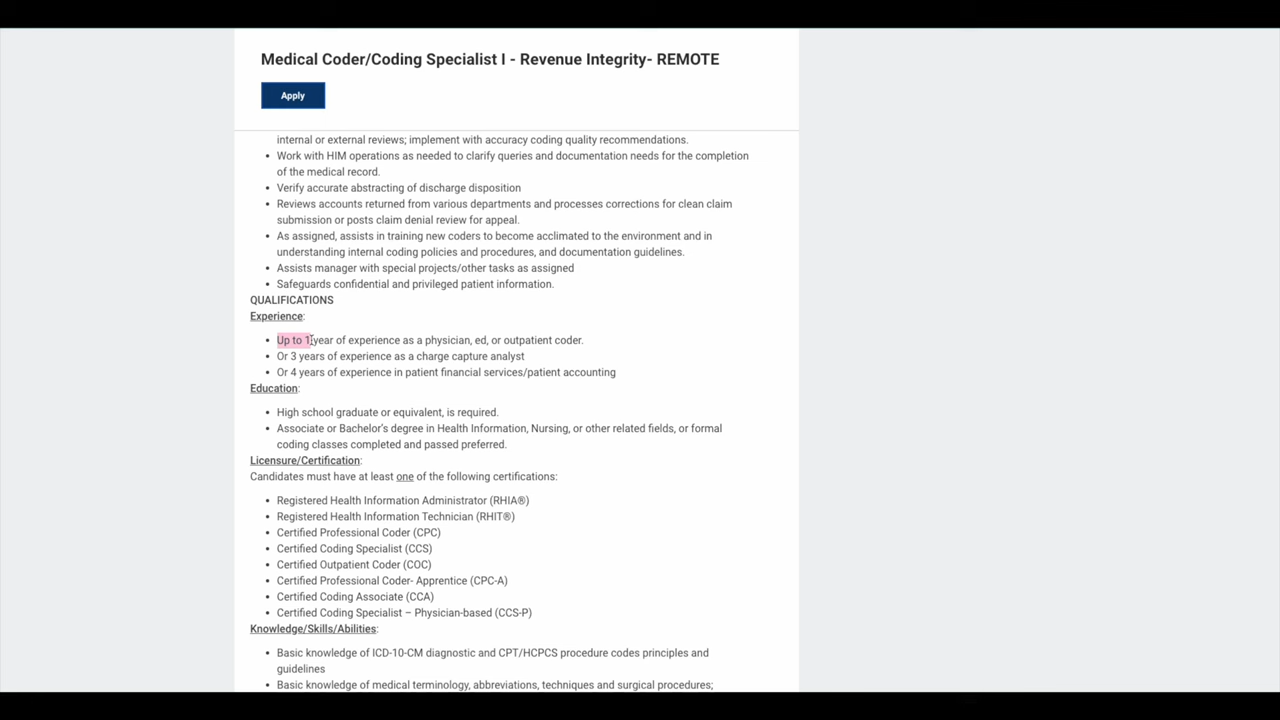 Medical Coder/Coding Specialist I - Revenue Integrity- REMOTE
Apply
internal or external reviews; implement with accuracy coding quality recommendations.
• Work with HIM operations as needed to clarify queries and documentation needs for the completion
of the medical record.
• Verify accurate abstracting of discharge disposition
• Reviews accounts returned from various departments and processes corrections for clean claim
submission or posts claim denial review for appeal.
• As assigned, assists in training new coders to become acclimated to the environment and in
understanding internal coding policies and procedures, and documentation guidelines.
• Assists manager with special projects/other tasks as assigned
• Safeguards confidential and privileged patient information.
QUALIFICATIONS
Experience:
• Up to 1 year of experience as a physician, ed, or outpatient coder.
• Or 3 years of experience as a charge capture analyst
• Or 4 years of experience in patient financial services/patient accounting
Education:
• High school graduate or equivalent, is required.
• Associate or Bachelor's degree in Health Information, Nursing, or other related fields, or formal
coding classes completed and passed preferred.
Licensure/Certification:
Candidates must have at least one of the following certifications:
• Registered Health Information Administrator (RHIA®)
• Registered Health Information Technician (RHIT®)
• Certified Professional Coder (CPC)
• Certified Coding Specialist (CCS)
• Certified Outpatient Coder (COC)
• Certified Professional Coder- Apprentice (CPC-A)
• Certified Coding Associate (CCA)
• Certified Coding Specialist – Physician-based (CCS-P)
Knowledge/Skills/Abilities:
• Basic knowledge of ICD-10-CM diagnostic and CPT/HCPCS procedure codes principles and
guidelines
• Basic knowledge of medical terminology, abbreviations, techniques and surgical procedures;